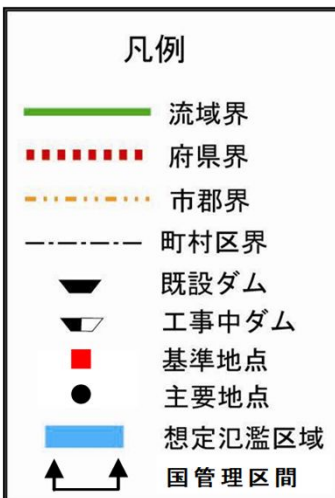 凡例
流域界
府県界
市郡界
町村区界
既設ダム
工事中ダム
基準地点
主要地点
想定氾濫区域
国管理区間